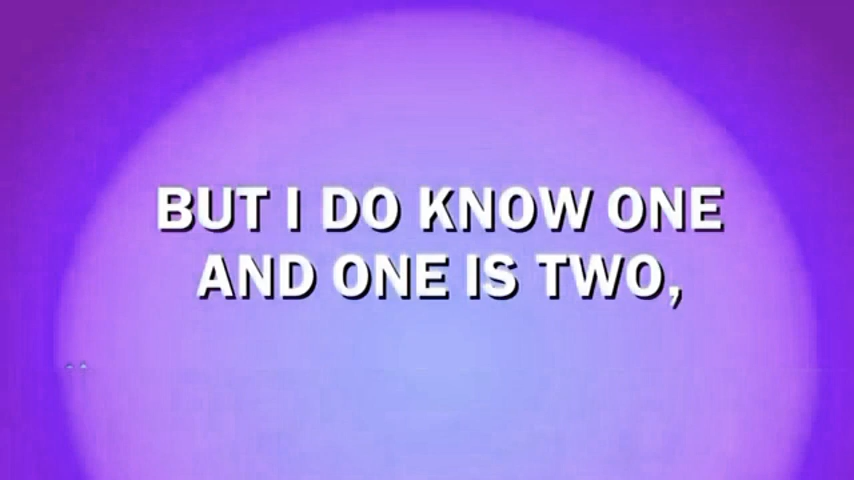 BUT I DO KNOW ONE
AND ONE IS TWO,